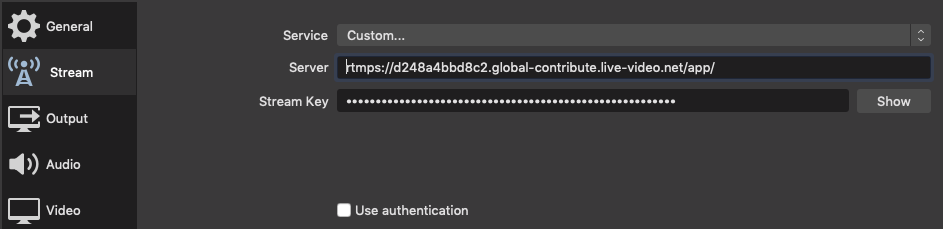 General
Stream
Output
Audio
Video
Service Custom...
Server rtmps://d248a4bbd8c2.global-contribute.live-video.net/app/
Stream Key •••••••••••••••••••••••••••••••••••••••••••••••••••••••• Show
Use authentication